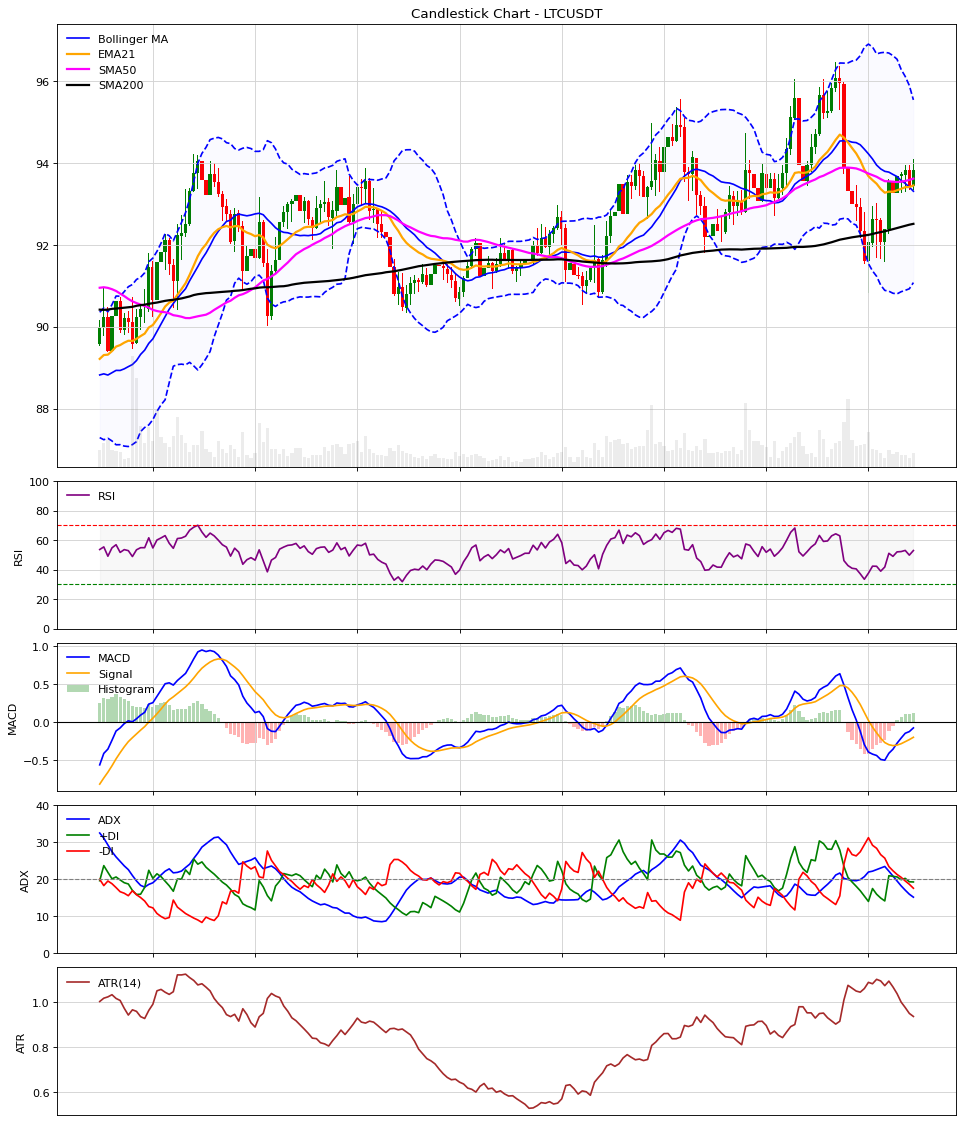 Candlestick Chart - LTCUSDT
Bollinger MA
EMA21
SMA50
SMA200
96
94
92
90
88
100
80
60
40
20
0
RSI
RSI
1.0
0.5
0.0
−0.5
MACD
MACD
Signal
Histogram
40
30
20
10
0
ADX
ADX
+DI
-DI
1.0
0.8
0.6
ATR
ATR(14)